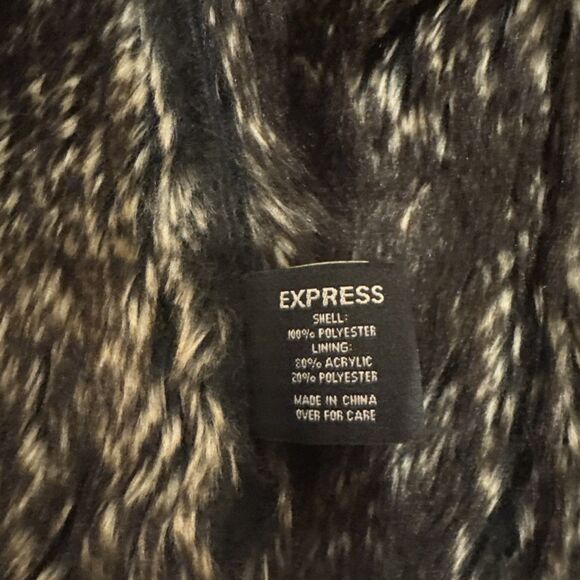 EXPRESS
SHELL:
100% POLYESTER
LINING:
80% ACRYLIC
20% POLYESTER
MADE IN CHINA
OVER FOR CARE